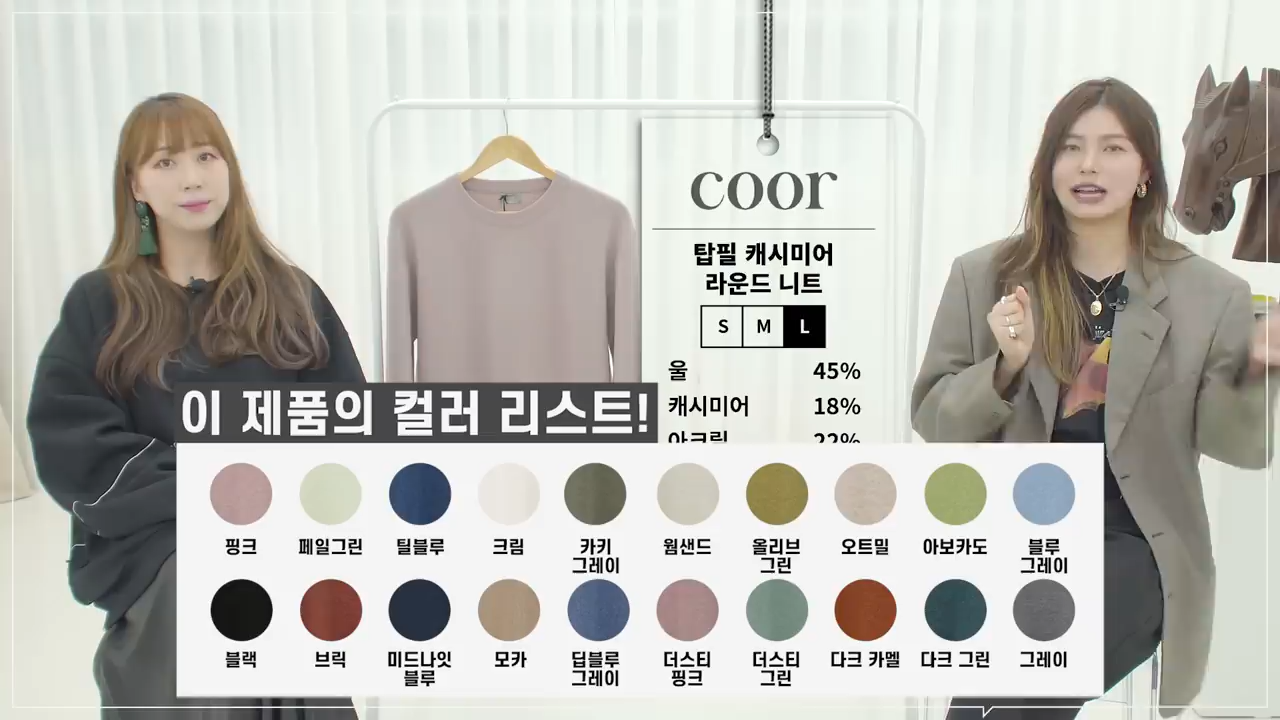 coor
탑필 캐시미어
라운드 니트
S M L
울 45%
캐시미어 18%
아크릴 22%
이 제품의 컬러 리스트!
핑크 페일그린 틸블루 크림 카키 그레이 웜샌드 올리브 그린 오트밀 아보카도 블루 그레이
블랙 브릭 미드나잇 블루 모카 딥블루 그레이 더스티 핑크 더스티 그린 다크 카멜 다크 그린 그레이